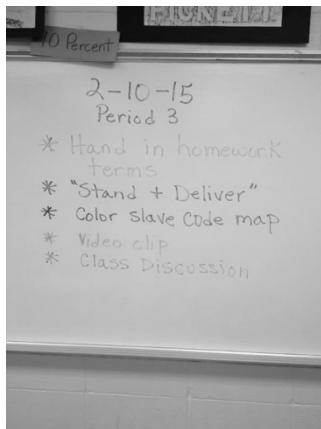 10 Percent
2-10-15
Period 3
* Hand in homework
terms
* "Stand + Deliver"
* Color slave Code map
* Video clip
* Class Discussion